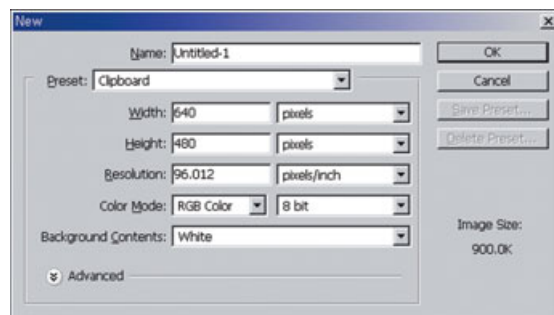 New
Name: Untitled-1
OK
Preset: Clipboard
Cancel
Width: 640 pixels
Save Preset...
Height: 480 pixels
Delete Preset...
Resolution: 96.012 pixels/inch
Color Mode: RGB Color 8 bit
Background Contents: White
Image Size:
900.0K
Advanced